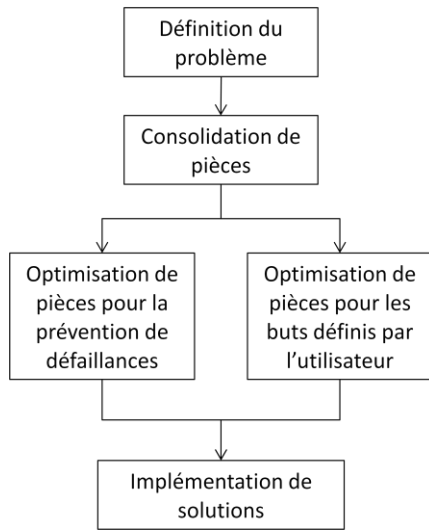 Définition du
problème
Consolidation de
pièces
Optimisation de
pièces pour la
prévention de
défaillances
Optimisation de
pièces pour les
buts définis par
l’utilisateur
Implémentation de
solutions